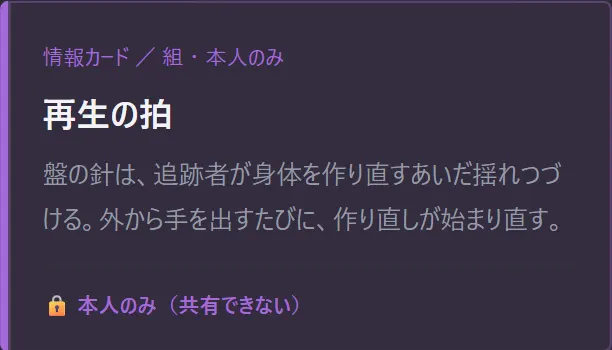 情報カード ／ 組 · 本人のみ
再生の拍
盤の針は、追跡者が身体を作り直すあいだ揺れつづ
ける。外から手を出すたびに、作り直しが始まり直す。
🔒 本人のみ（共有できない）